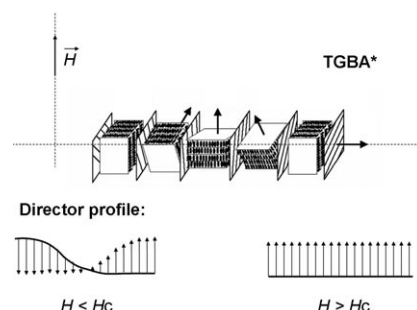 H
TGBA*
Director profile:
H < Hc
H > Hc